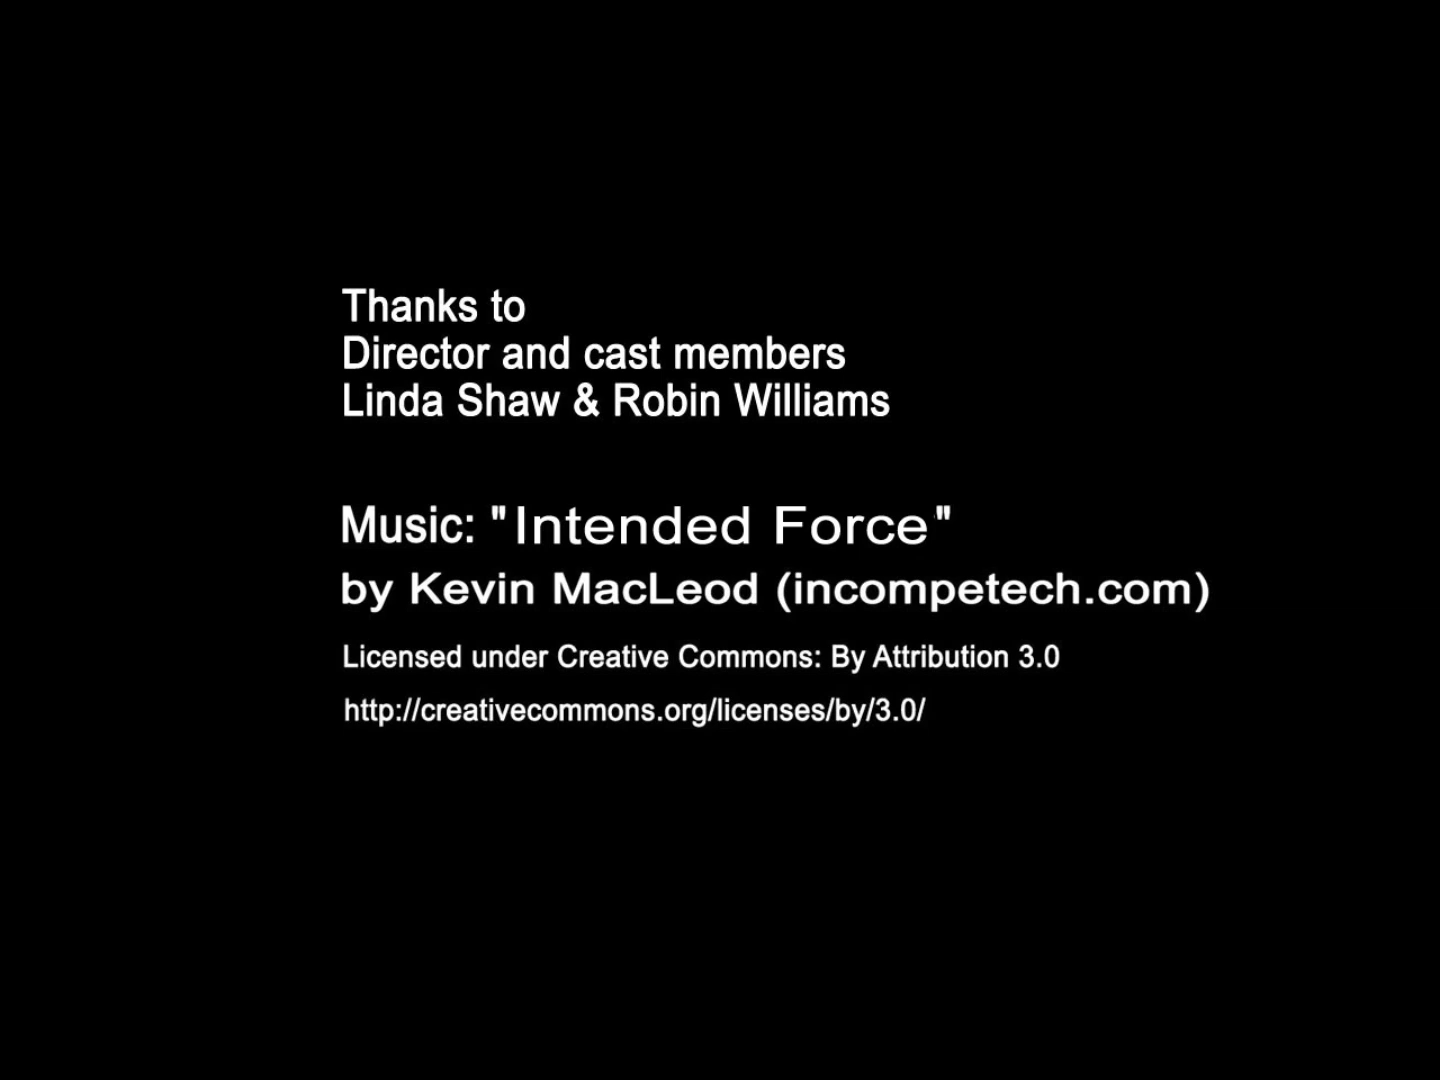 Thanks to
Director and cast members
Linda Shaw & Robin Williams
Music: "Intended Force"
by Kevin MacLeod (incompetech.com)
Licensed under Creative Commons: By Attribution 3.0
http://creativecommons.org/licenses/by/3.0/